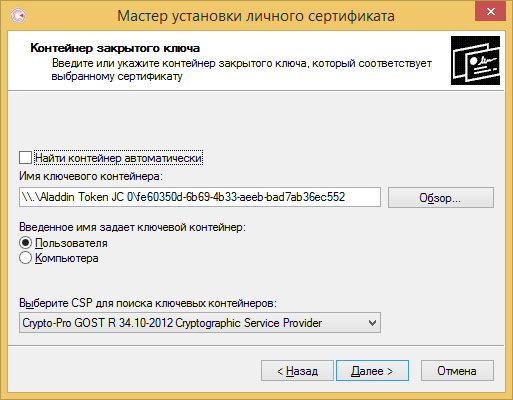 Мастер установки личного сертификата
Контейнер закрытого ключа
Введите или укажите контейнер закрытого ключа, который соответствует
выбранному сертификату
Найти контейнер автоматически
Имя ключевого контейнера:
\\.\Aladdin Token JC 0\fe60350d-6b69-4b33-aeeb-bad7ab36ec552
Обзор...
Введенное имя задает ключевой контейнер:
Пользователя
Компьютера
Выберите CSP для поиска ключевых контейнеров:
Crypto-Pro GOST R 34.10-2012 Cryptographic Service Provider
< Назад
Далее >
Отмена